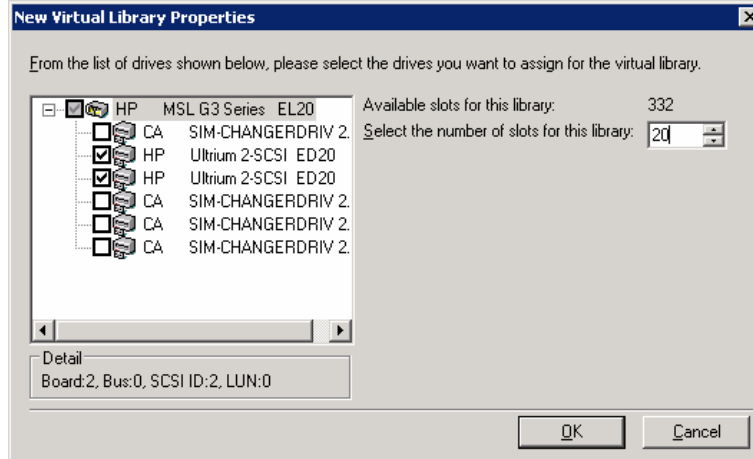 New Virtual Library Properties
From the list of drives shown below, please select the drives you want to assign for the virtual library.
HP MSL G3 Series EL20
CA SIM-CHANGERDRIV 2.
HP Ultrium 2-SCSI ED20
HP Ultrium 2-SCSI ED20
CA SIM-CHANGERDRIV 2.
CA SIM-CHANGERDRIV 2.
CA SIM-CHANGERDRIV 2.
Available slots for this library: 332
Select the number of slots for this library: 20
Detail
Board:2, Bus:0, SCSI ID:2, LUN:0
OK Cancel